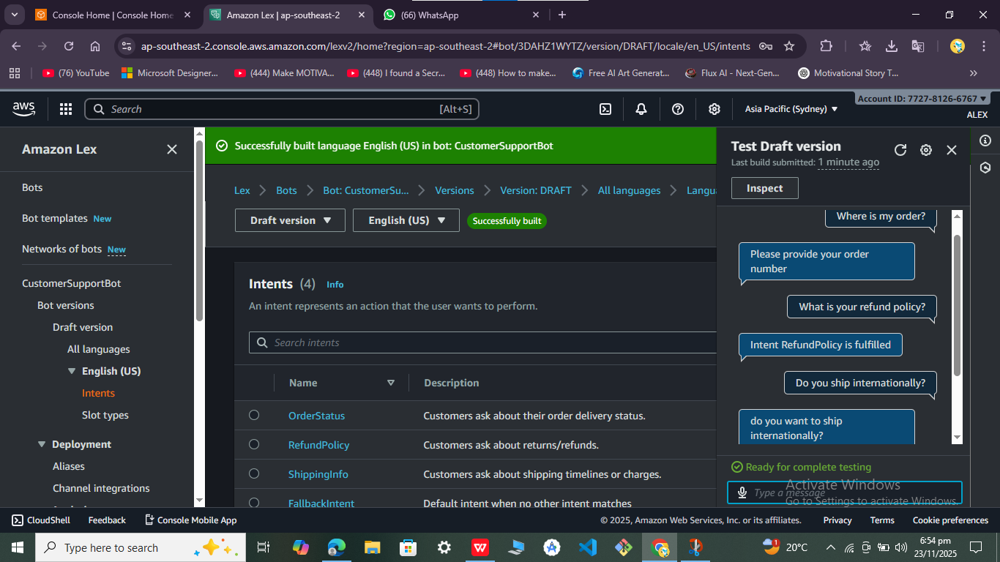 Console Home | Console Home
Amazon Lex | ap-southeast-2
(66) WhatsApp
ap-southeast-2.console.aws.amazon.com/lexv2/home?region=ap-southeast-2#bot/3DAHZ1WYTZ/version/DRAFT/locale/en_US/intents
(76) YouTube
Microsoft Designer...
(444) Make MOTIVA...
(448) I found a Secr...
(448) How to make...
Free AI Art Generat...
Flux AI - Next-Gen...
Motivational Story T...
aws
Search
[Alt+S]
Asia Pacific (Sydney)
Account ID: 7727-8126-6767
ALEX
Amazon Lex
Bots
Bot templates New
Networks of bots New
CustomerSupportBot
Bot versions
Draft version
All languages
English (US)
Intents
Slot types
Deployment
Aliases
Channel integrations
Successfully built language English (US) in bot: CustomerSupportBot
Lex
Bots
Bot: CustomerSu...
Versions
Version: DRAFT
All languages
Langu
Draft version
English (US)
Successfully built
Intents (4) Info
An intent represents an action that the user wants to perform.
Search intents
Name
Description
OrderStatus
Customers ask about their order delivery status.
RefundPolicy
Customers ask about returns/refunds.
ShippingInfo
Customers ask about shipping timelines or charges.
FallbackIntent
Default intent when no other intent matches
Test Draft version
Last build submitted: 1 minute ago
Inspect
Where is my order?
Please provide your order
number
What is your refund policy?
Intent RefundPolicy is fulfilled
Do you ship internationally?
do you want to ship
internationally?
Ready for complete testing
Type a message
Activate Windows
Go to Settings to activate Windows.
CloudShell
Feedback
Console Mobile App
© 2025, Amazon Web Services, Inc. or its affiliates.
Privacy
Terms
Cookie preferences
Type here to search
1
20°C
6:54 pm
23/11/2025